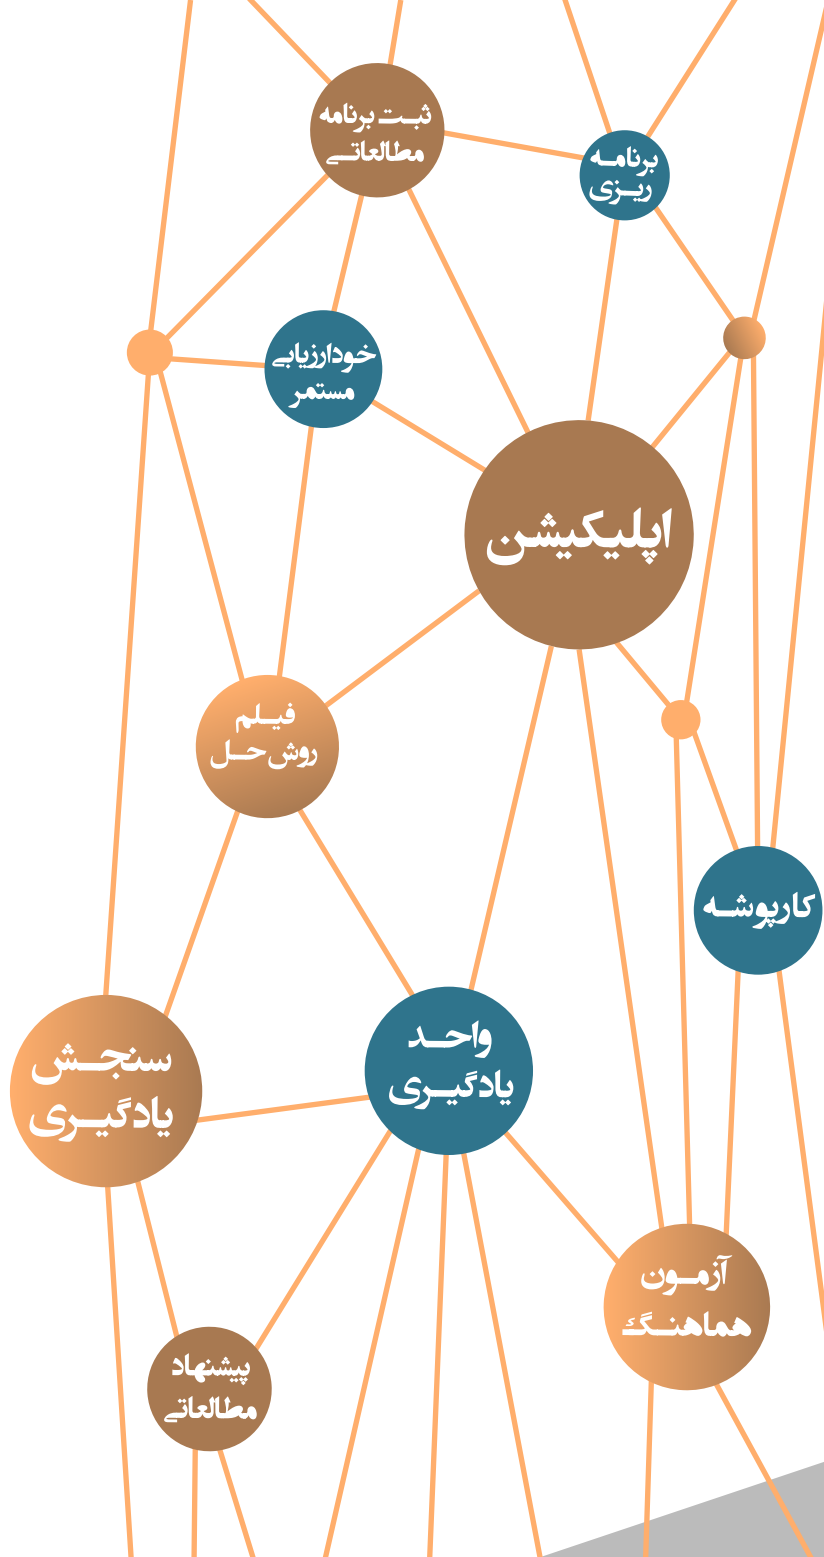 ثبت برنامه
مطالعاتی
برنامه
ریزی
خودارزیابی
مستمر
اپلیکیشن
فیلم
روش حل
کارپوشه
واحد
یادگیری
سنجش
یادگیری
آزمون
هماهنگ
پیشنهاد
مطالعاتی